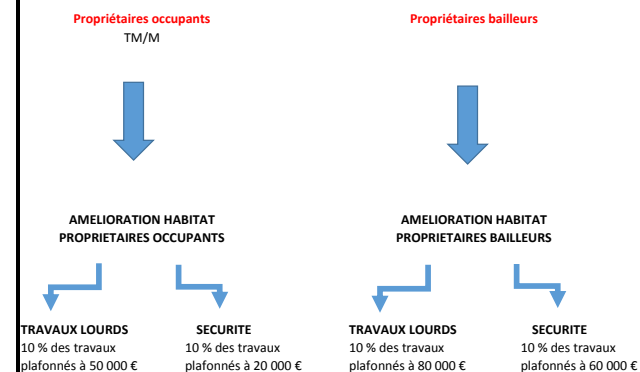 Propriétaires occupants
TM/M
Propriétaires bailleurs
AMELIORATION HABITAT
PROPRIETAIRES OCCUPANTS
AMELIORATION HABITAT
PROPRIETAIRES BAILLEURS
TRAVAUX LOURDS
10 % des travaux
plafonnés à 50 000 €
SECURITE
10 % des travaux
plafonnés à 20 000 €
TRAVAUX LOURDS
10 % des travaux
plafonnés à 80 000 €
SECURITE
10 % des travaux
plafonnés à 60 000 €